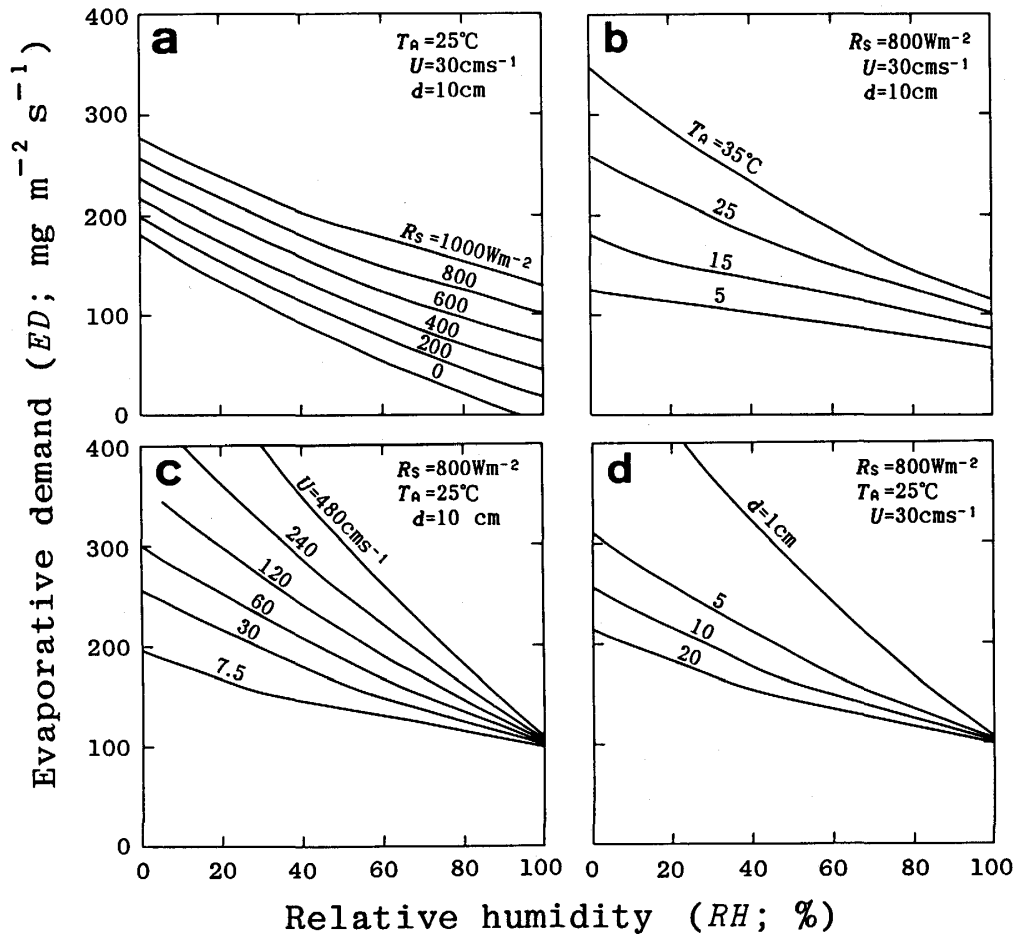 Evaporative demand (ED; mg m⁻² s⁻¹)
400
300
200
100
0
a
TA=25℃
U=30cms⁻¹
d=10cm
RS=1000Wm⁻²
800
600
400
200
0
b
RS=800Wm⁻²
U=30cms⁻¹
d=10cm
TA=35℃
25
15
5
400
300
200
100
0
c
RS=800Wm⁻²
TA=25℃
d=10 cm
U=480cms⁻¹
240
120
60
30
7.5
0 20 40 60 80 100
d
RS=800Wm⁻²
TA=25℃
U=30cms⁻¹
d=1cm
5
10
20
0 20 40 60 80 100
Relative humidity (RH; %)